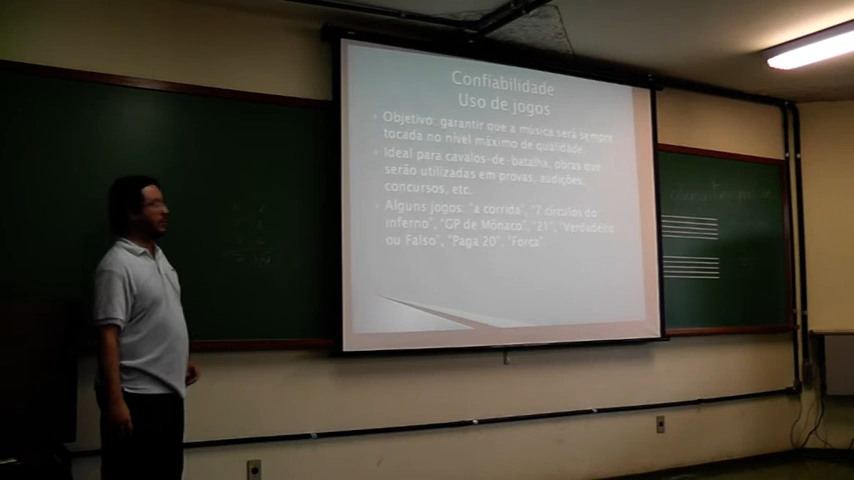 Confiabilidade
Uso de jogos
Objetivo: garantir que a música será sempre
tocada no nível máximo de qualidade.
Ideal para cavalos-de-batalha, obras que
serão utilizadas em provas, audições,
concursos, etc.
Alguns jogos: "a corrida", "7 círculos do
inferno", "GP de Mônaco", "21", "Verdadeiro
ou Falso", "Paga 20", "Forca"